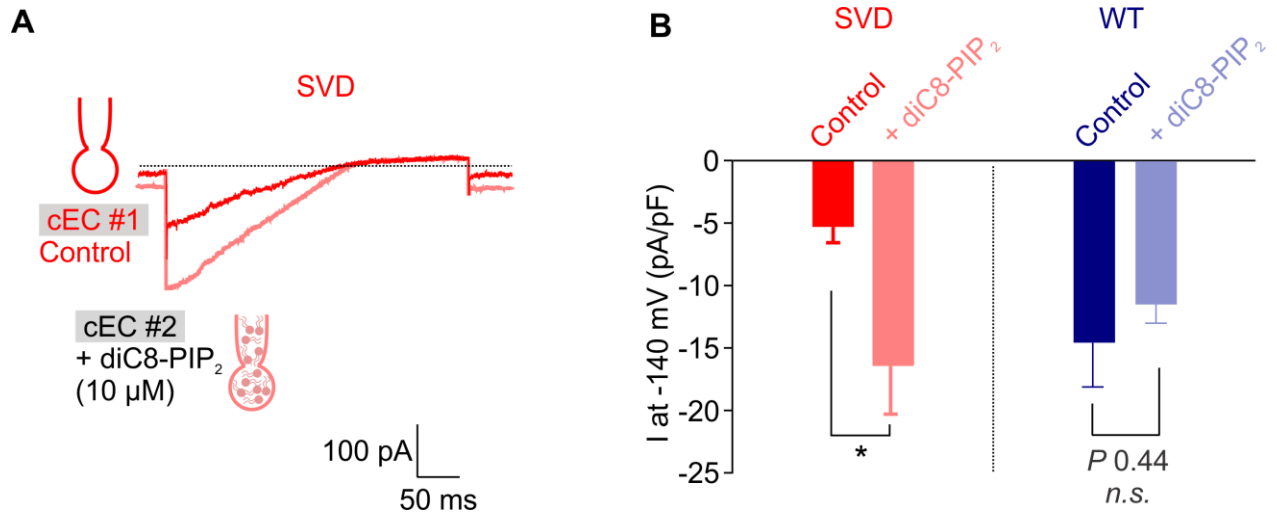 A
SVD
cEC #1
Control
cEC #2
+ diC8-PIP2
(10 µM)
100 pA
50 ms
B
SVD
WT
Control
+ diC8-PIP2
Control
+ diC8-PIP2
I at -140 mV (pA/pF)
0
-5
-10
-15
-20
-25
*
P 0.44
n.s.